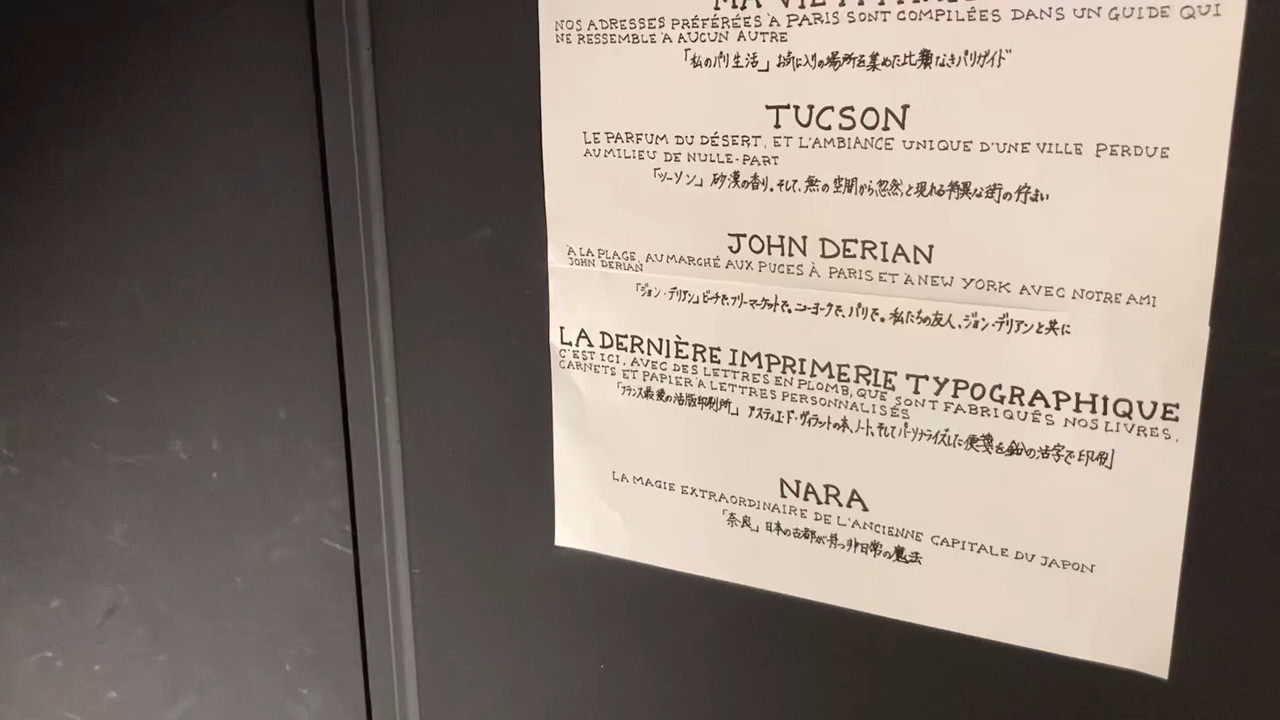 MA VIE À PARIS
NOS ADRESSES PRÉFÉRÉES À PARIS SONT COMPILÉES DANS UN GUIDE QUI
NE RESSEMBLE À AUCUN AUTRE
「私のパリ生活」 お気に入りの場所を集めた比類なきパリガイド
TUCSON
LE PARFUM DU DÉSERT, ET L'AMBIANCE UNIQUE D'UNE VILLE PERDUE
AU MILIEU DE NULLE-PART
「ツーソン」 砂漠の香り。そして、無の空間から忽然と現れる特異な街の佇まい
JOHN DERIAN
À LA PLAGE, AU MARCHÉ AUX PUCES À PARIS ET À NEW YORK AVEC NOTRE AMI
JOHN DERIAN
「ジョン・デリアン」ビーチで、フリーマーケットで。ニューヨークで、パリで。私たちの友人、ジョン・デリアンと共に
LA DERNIÈRE IMPRIMERIE TYPOGRAPHIQUE
C'EST ICI, AVEC DES LETTRES EN PLOMB, QUE SONT FABRIQUÉS NOS LIVRES,
CARNETS ET PAPIER À LETTRES PERSONNALISÉS
「フランス最後の活版印刷所」 アスティエ・ド・ヴィラットの本、ノート、そしてパーソナライズした便箋を鉛の活字で印刷
NARA
LA MAGIE EXTRAORDINAIRE DE L'ANCIENNE CAPITALE DU JAPON
「奈良」日本の古都が持つ非日常の魔法